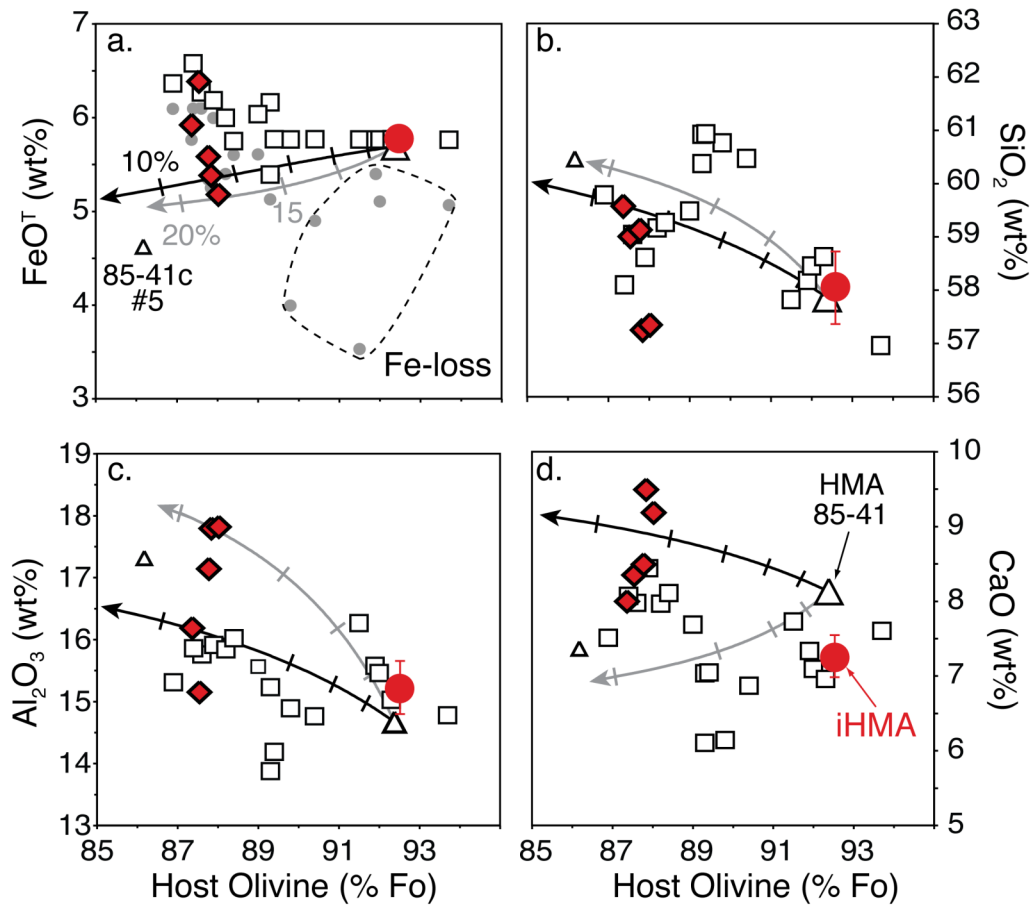 a.
7
6
5
4
3
FeOᵀ (wt%)
10%
20%
15
85-41c
#5
Fe-loss
b.
63
62
61
60
59
58
57
56
SiO₂ (wt%)
c.
19
18
17
16
15
14
13
Al₂O₃ (wt%)
85 87 89 91 93
Host Olivine (% Fo)
d.
10
9
8
7
6
5
CaO (wt%)
HMA
85-41
iHMA
85 87 89 91 93
Host Olivine (% Fo)